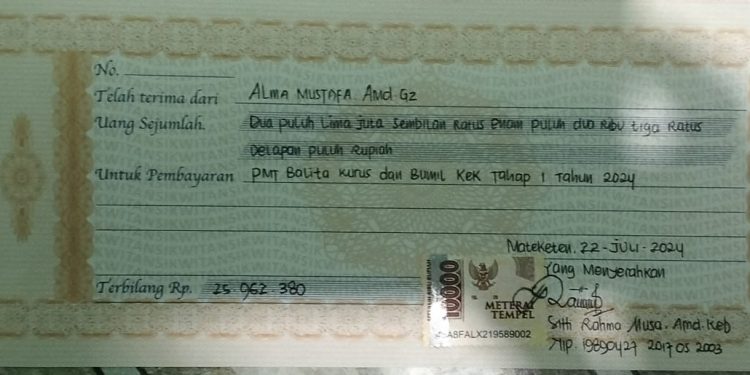 No.
Telah terima dari ALMA MUSTAFA. AMd GZ
Uang Sejumlah. Dua puluh Lima juta Sembilan Ratus Enam puluh dua Ribu tiga Ratus
Delapan puluh Rupiah
Untuk Pembayaran PMT Balita Kurus dan Bumil KEK Tahap 1 Tahun 2024
Mateketen, 22-JULI-2024
Yang Menyerahkan
Terbilang Rp. 25.962.380
10000
METERAI
TEMPEL
A8FALX219589002
Sitti Rahma Musa. Amd. Keb
Nip. 19890427 201705 2003